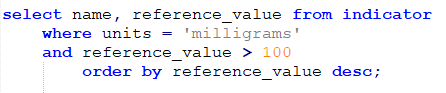 select name, reference_value from indicator
where units = 'milligrams'
and reference_value > 100
order by reference_value desc;